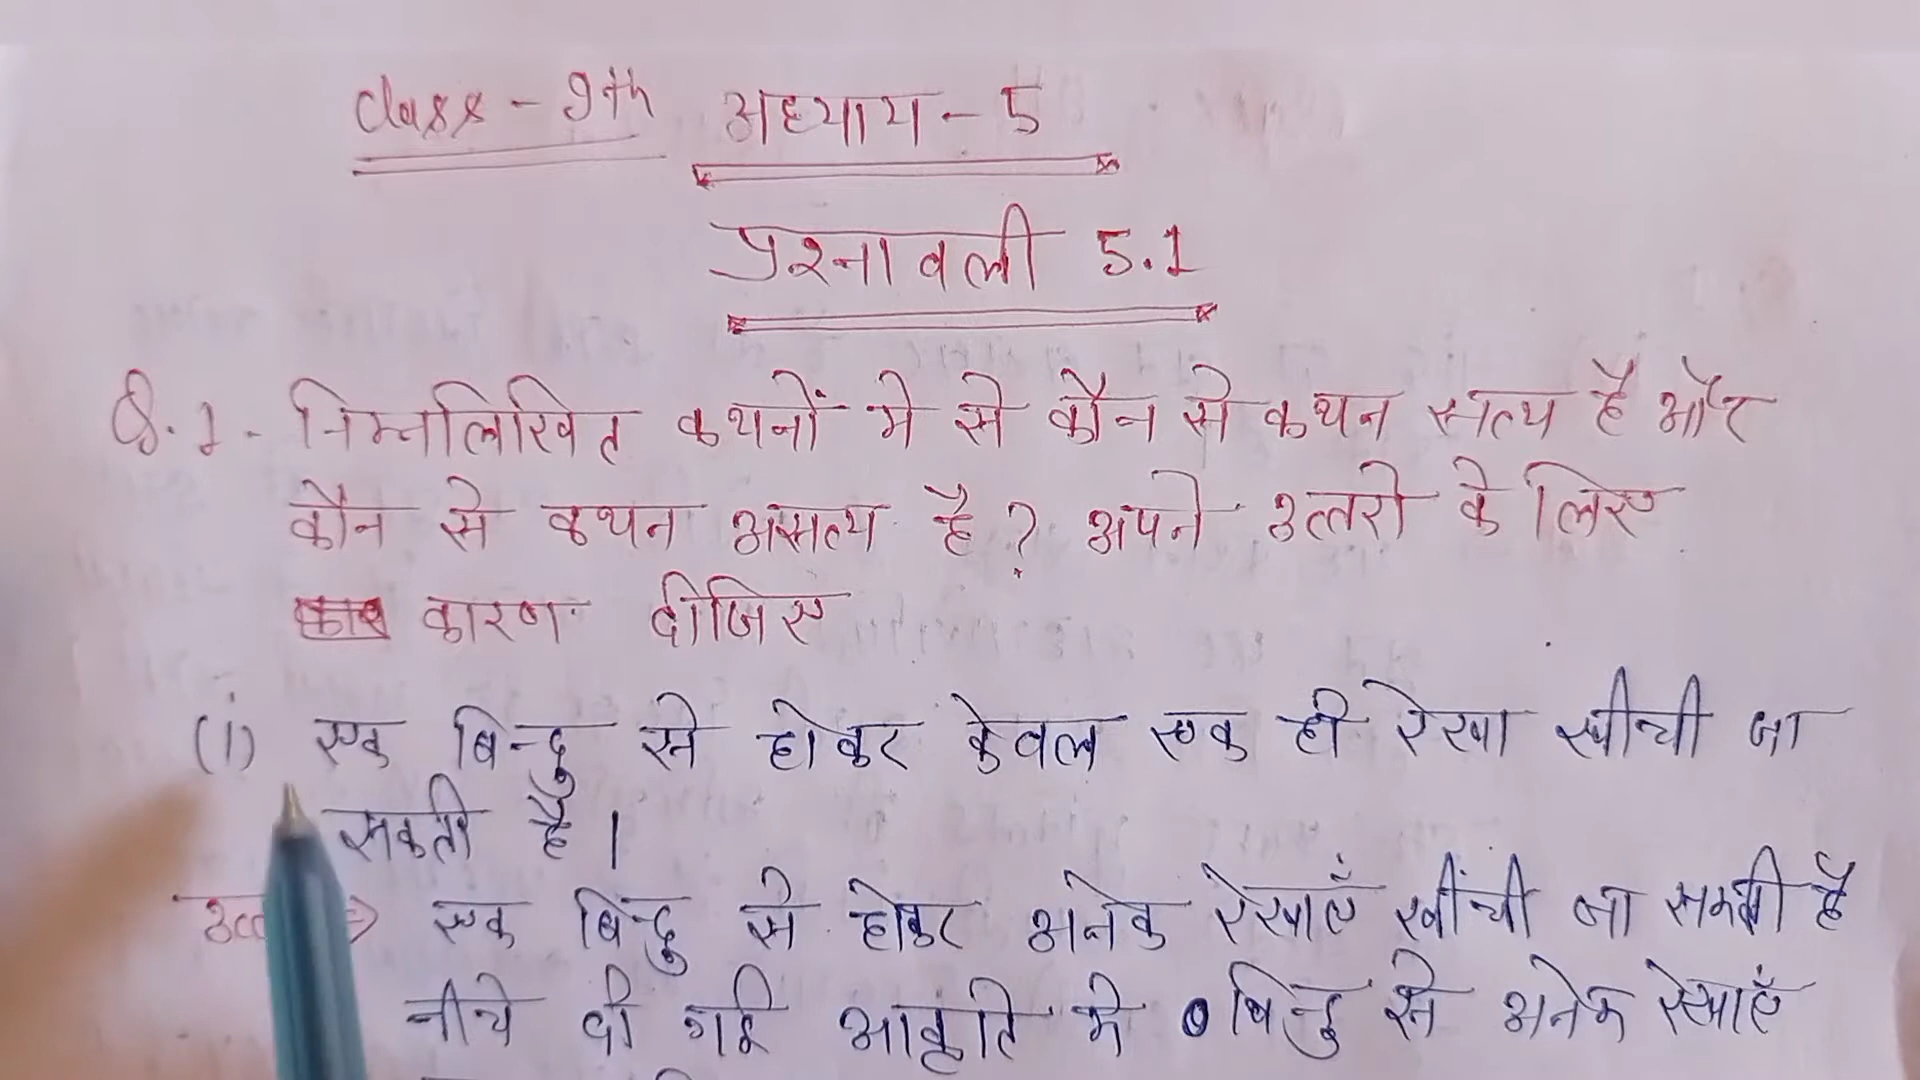 Class - 9th अध्याय - 5
प्रश्नावली 5.1
Q.1- निम्नलिखित कथनों मे से कौन से कथन सत्य है और
कौन से कथन असत्य है ? अपने उत्तरो के लिए
कारण दीजिए
(i) एक बिन्दु से होकर केवल एक ही रेखा खीची जा
सकती है ।
एक बिन्दु से होकर अनेक रेखाएँ खींची जा सकती है
नीचे दी गई आकृति मे O बिन्दु से अनेक रेखाएँ